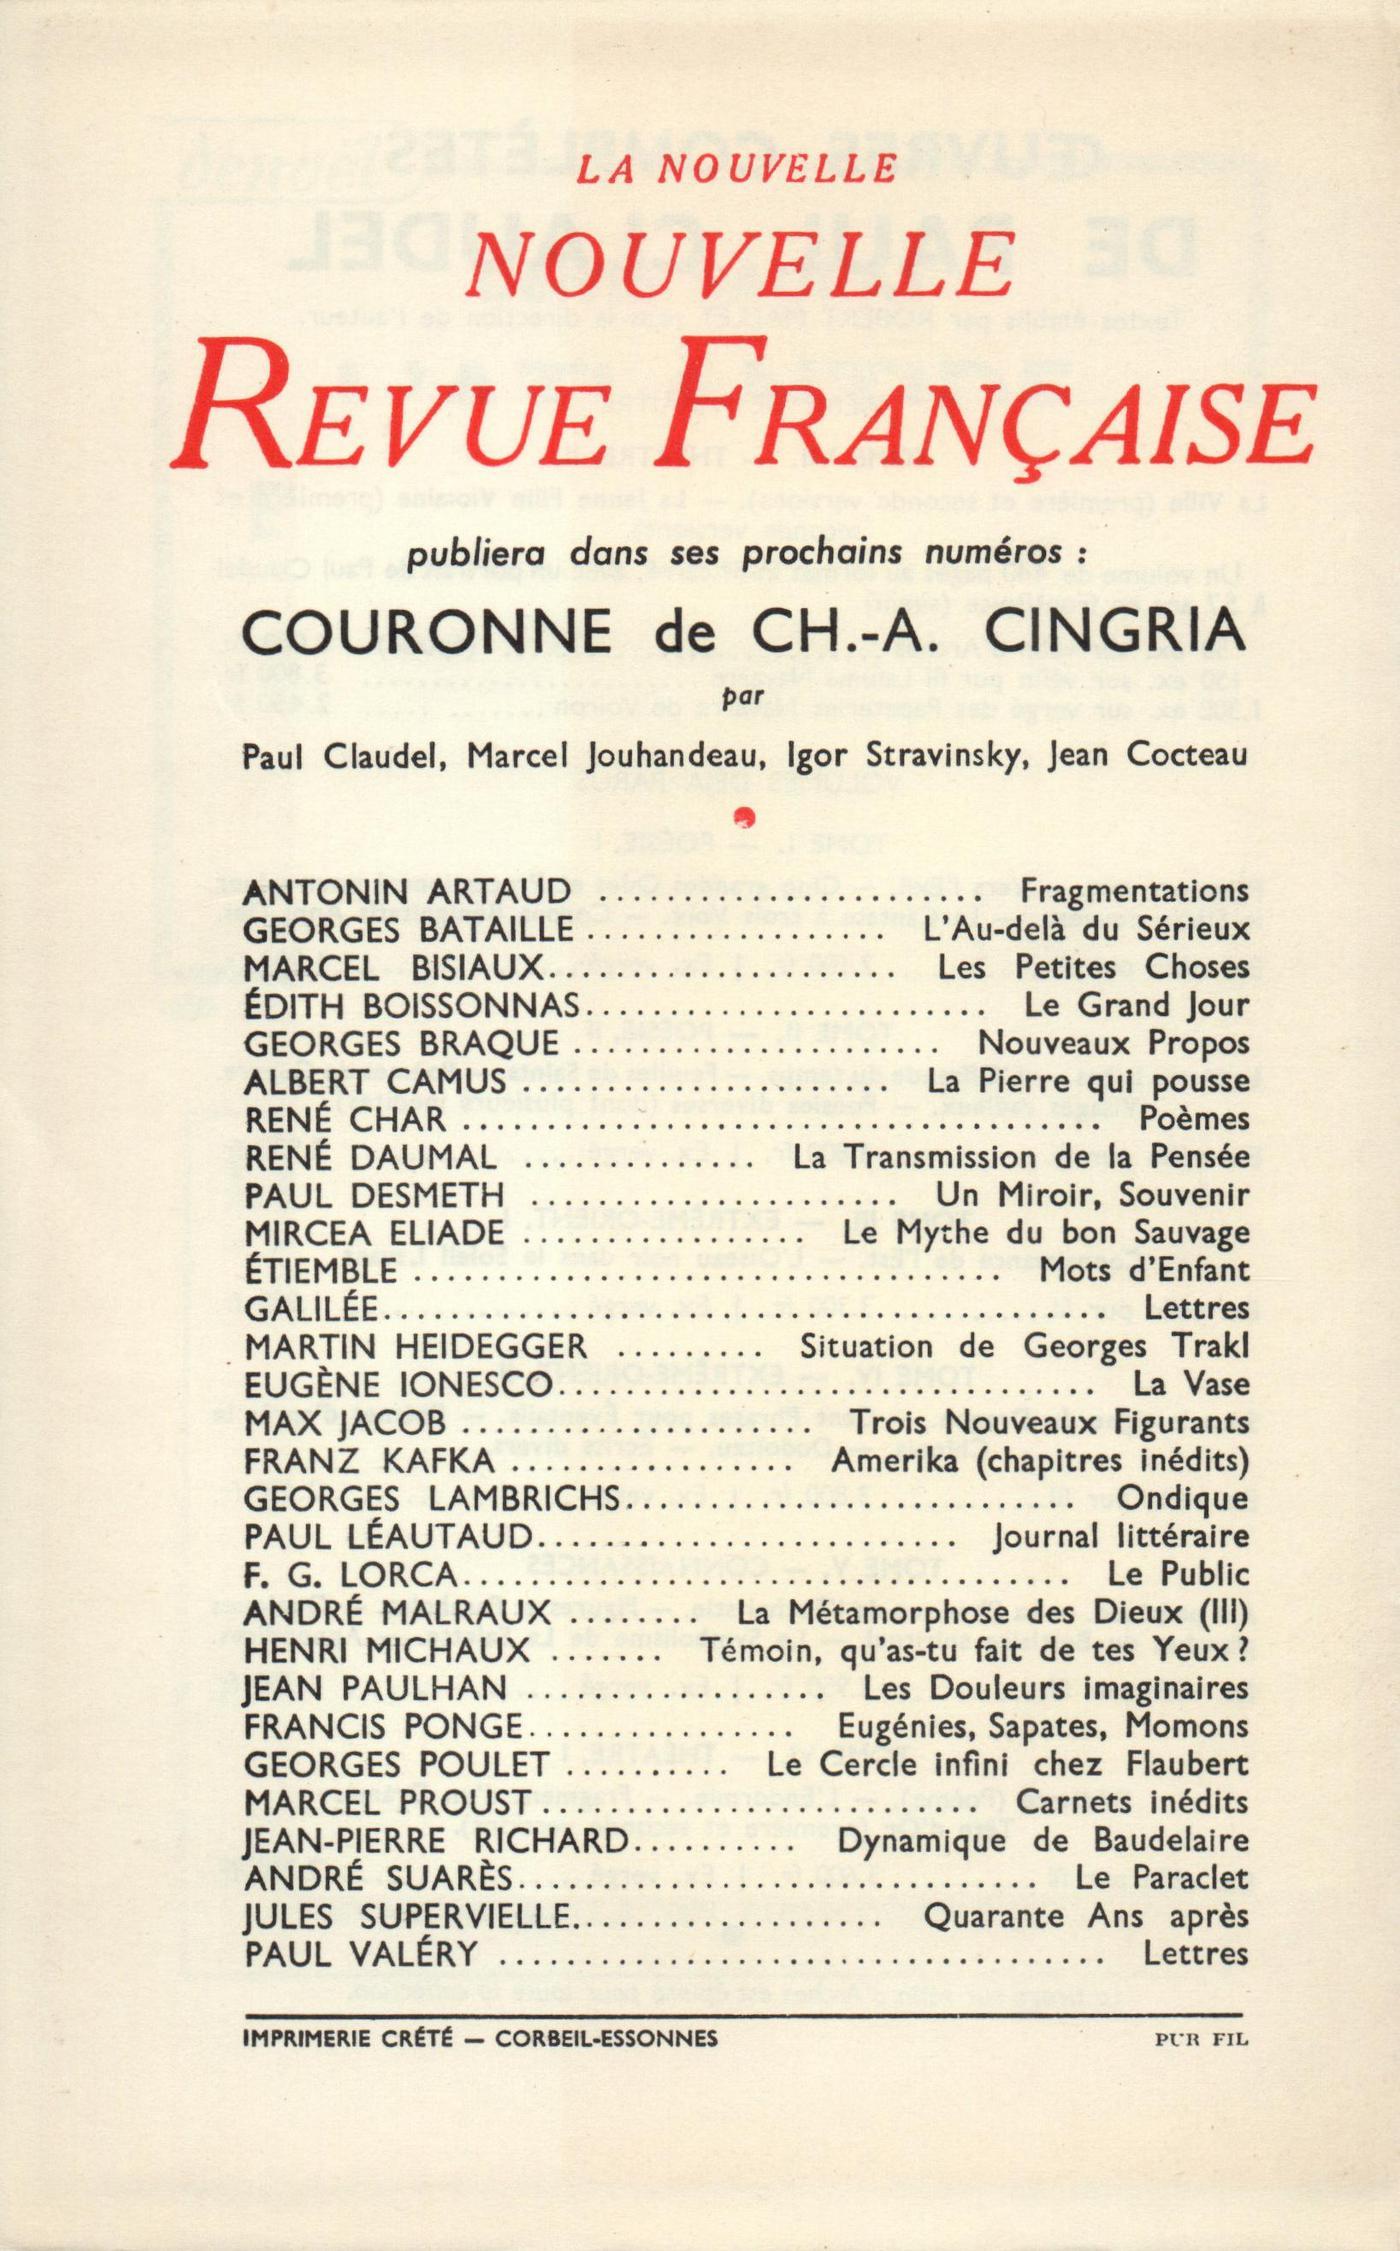 LA NOUVELLE
NOUVELLE
REVUE FRANÇAISE
publiera dans ses prochains numéros :
COURONNE de CH.-A. CINGRIA
par
Paul Claudel, Marcel Jouhandeau, Igor Stravinsky, Jean Cocteau
ANTONIN ARTAUD ........................ Fragmentations
GEORGES BATAILLE ................... L'Au-delà du Sérieux
MARCEL BISIAUX...................... Les Petites Choses
ÉDITH BOISSONNAS......................... Le Grand Jour
GEORGES BRAQUE ....................... Nouveaux Propos
ALBERT CAMUS ....................... La Pierre qui pousse
RENÉ CHAR ....................................... Poèmes
RENÉ DAUMAL .............. La Transmission de la Pensée
PAUL DESMETH ....................... Un Miroir, Souvenir
MIRCEA ELIADE ................. Le Mythe du bon Sauvage
ÉTIEMBLE .................................... Mots d'Enfant
GALILÉE............................................. Lettres
MARTIN HEIDEGGER ......... Situation de Georges Trakl
EUGÈNE IONESCO................................. La Vase
MAX JACOB ...................... Trois Nouveaux Figurants
FRANZ KAFKA ................. Amerika (chapitres inédits)
GEORGES LAMBRICHS............................ Ondique
PAUL LÉAUTAUD.......................... Journal littéraire
F. G. LORCA..................................... Le Public
ANDRÉ MALRAUX ........ La Métamorphose des Dieux (III)
HENRI MICHAUX ....... Témoin, qu'as-tu fait de tes Yeux ?
JEAN PAULHAN ................... Les Douleurs imaginaires
FRANCIS PONGE................. Eugénies, Sapates, Momons
GEORGES POULET .......... Le Cercle infini chez Flaubert
MARCEL PROUST ........................... Carnets inédits
JEAN-PIERRE RICHARD.......... Dynamique de Baudelaire
ANDRÉ SUARÈS................................ Le Paraclet
JULES SUPERVIELLE................... Quarante Ans après
PAUL VALÉRY ..................................... Lettres
IMPRIMERIE CRÉTÉ — CORBEIL-ESSONNES PUR FIL